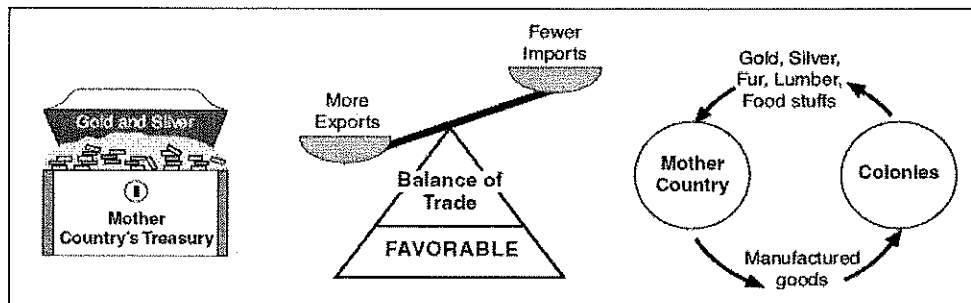 Gold and Silver
Mother
Country's Treasury
Fewer
Imports
More
Exports
Balance of
Trade
FAVORABLE
Gold, Silver,
Fur, Lumber,
Food stuffs
Mother
Country
Colonies
Manufactured
goods